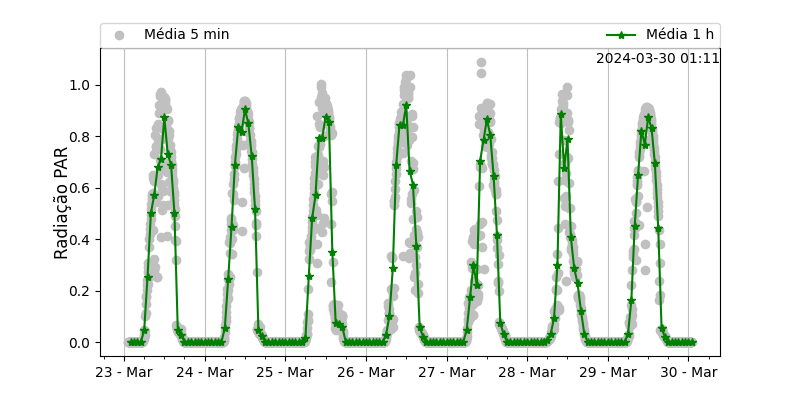 Média 5 min
Média 1 h
2024-03-30 01:11
Radiação PAR
1.0
0.8
0.6
0.4
0.2
0.0
23 - Mar
24 - Mar
25 - Mar
26 - Mar
27 - Mar
28 - Mar
29 - Mar
30 - Mar